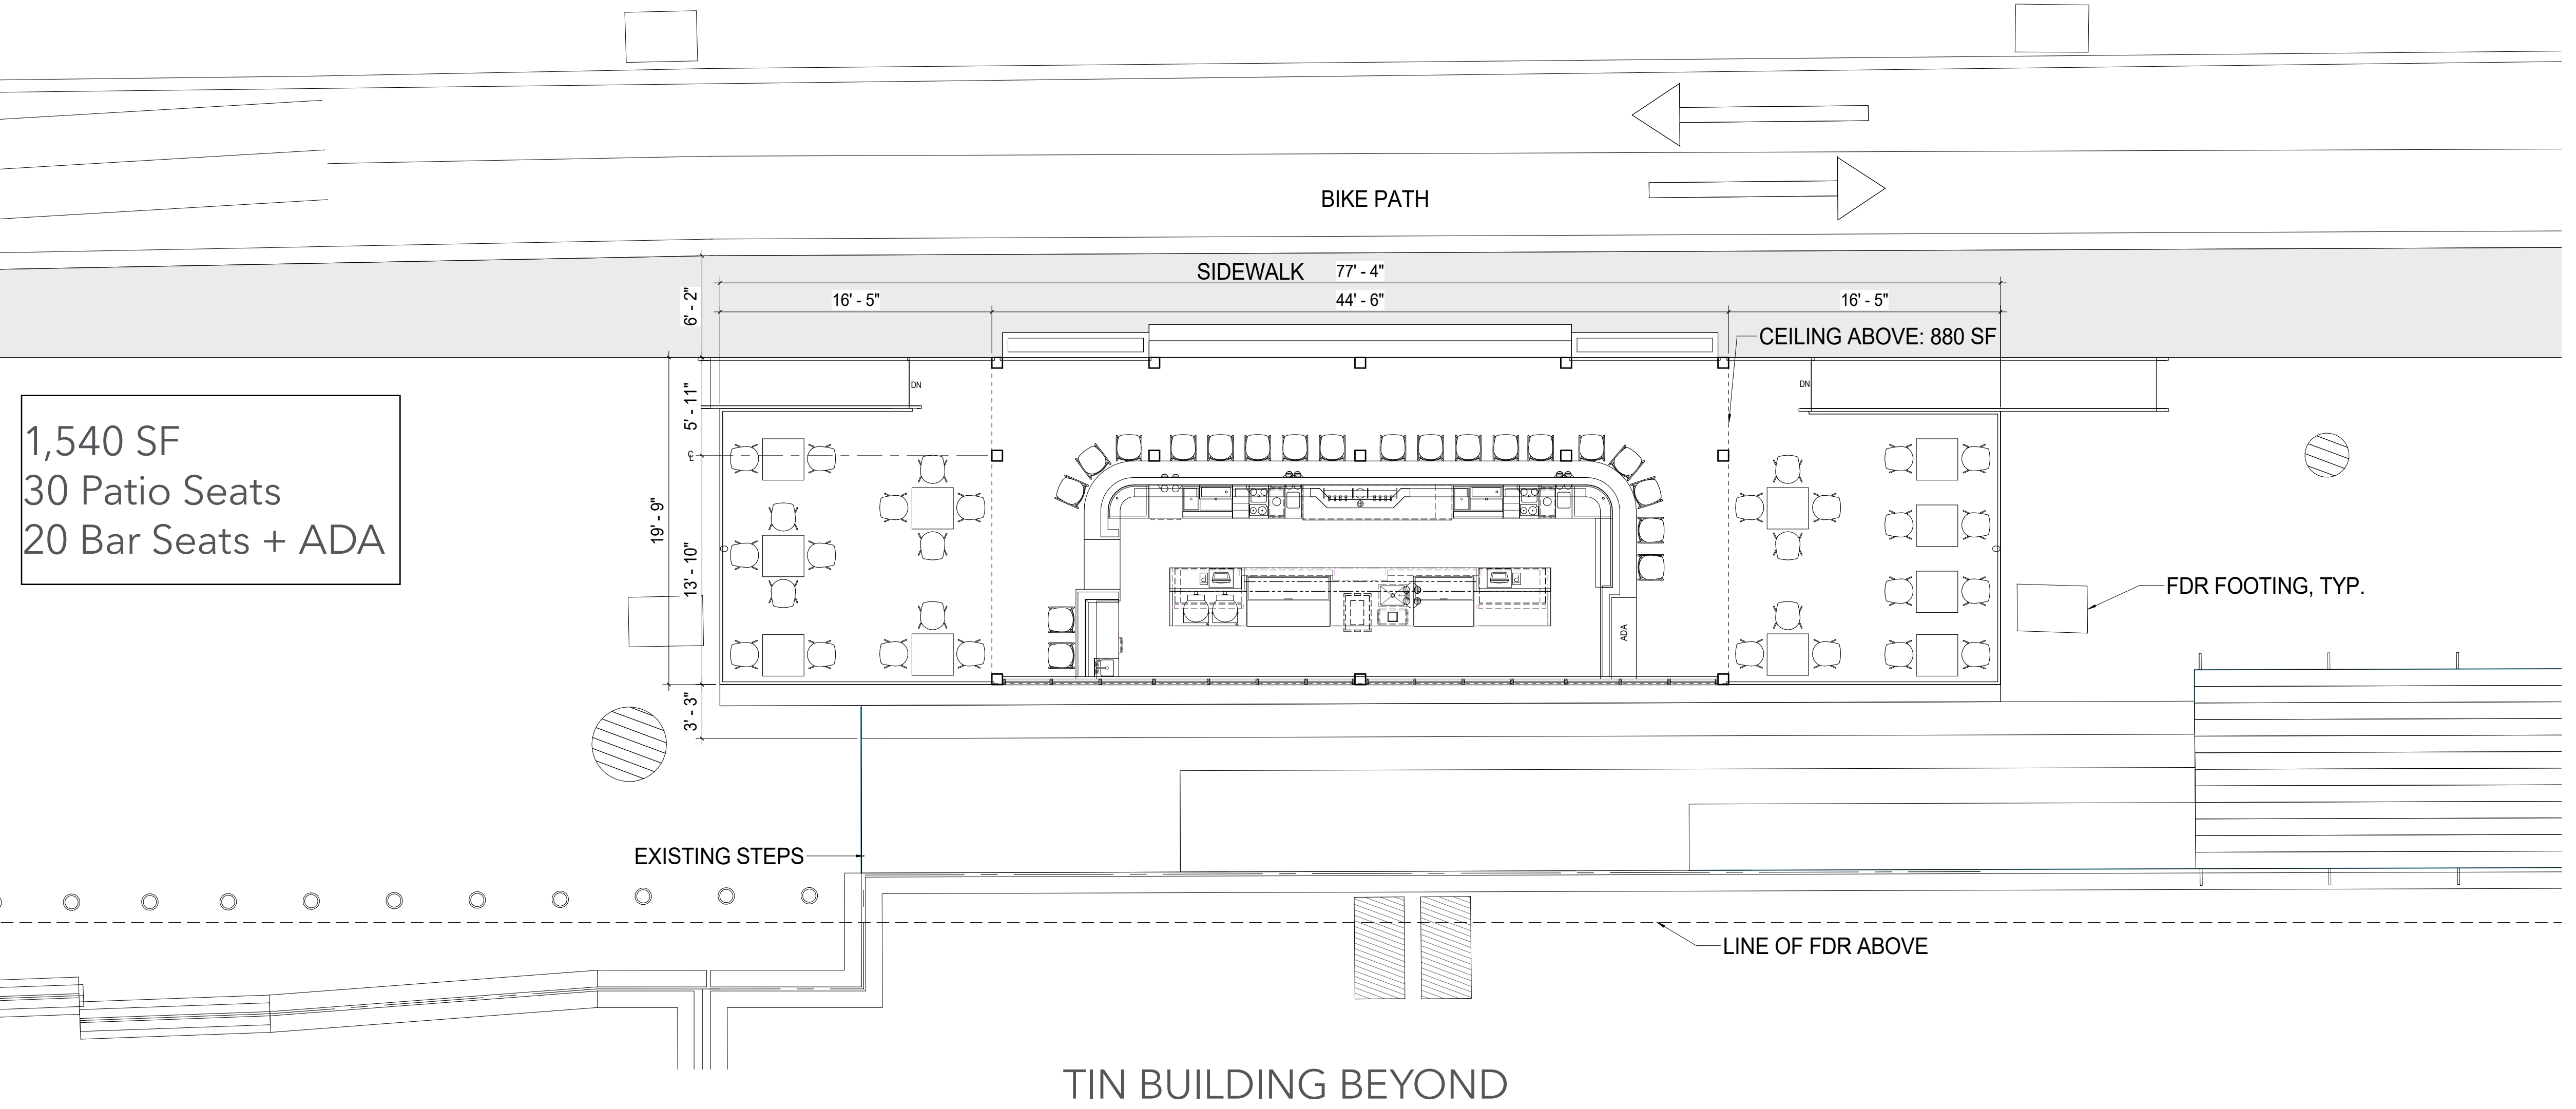 BIKE PATH
SIDEWALK 77' - 4"
16' - 5" 44' - 6" 16' - 5"
6' - 2"
CEILING ABOVE: 880 SF
DN
DN
5' - 11"
19' - 9"
13' - 10"
3' - 3"
1,540 SF
30 Patio Seats
20 Bar Seats + ADA
ADA
FDR FOOTING, TYP.
EXISTING STEPS
LINE OF FDR ABOVE
TIN BUILDING BEYOND